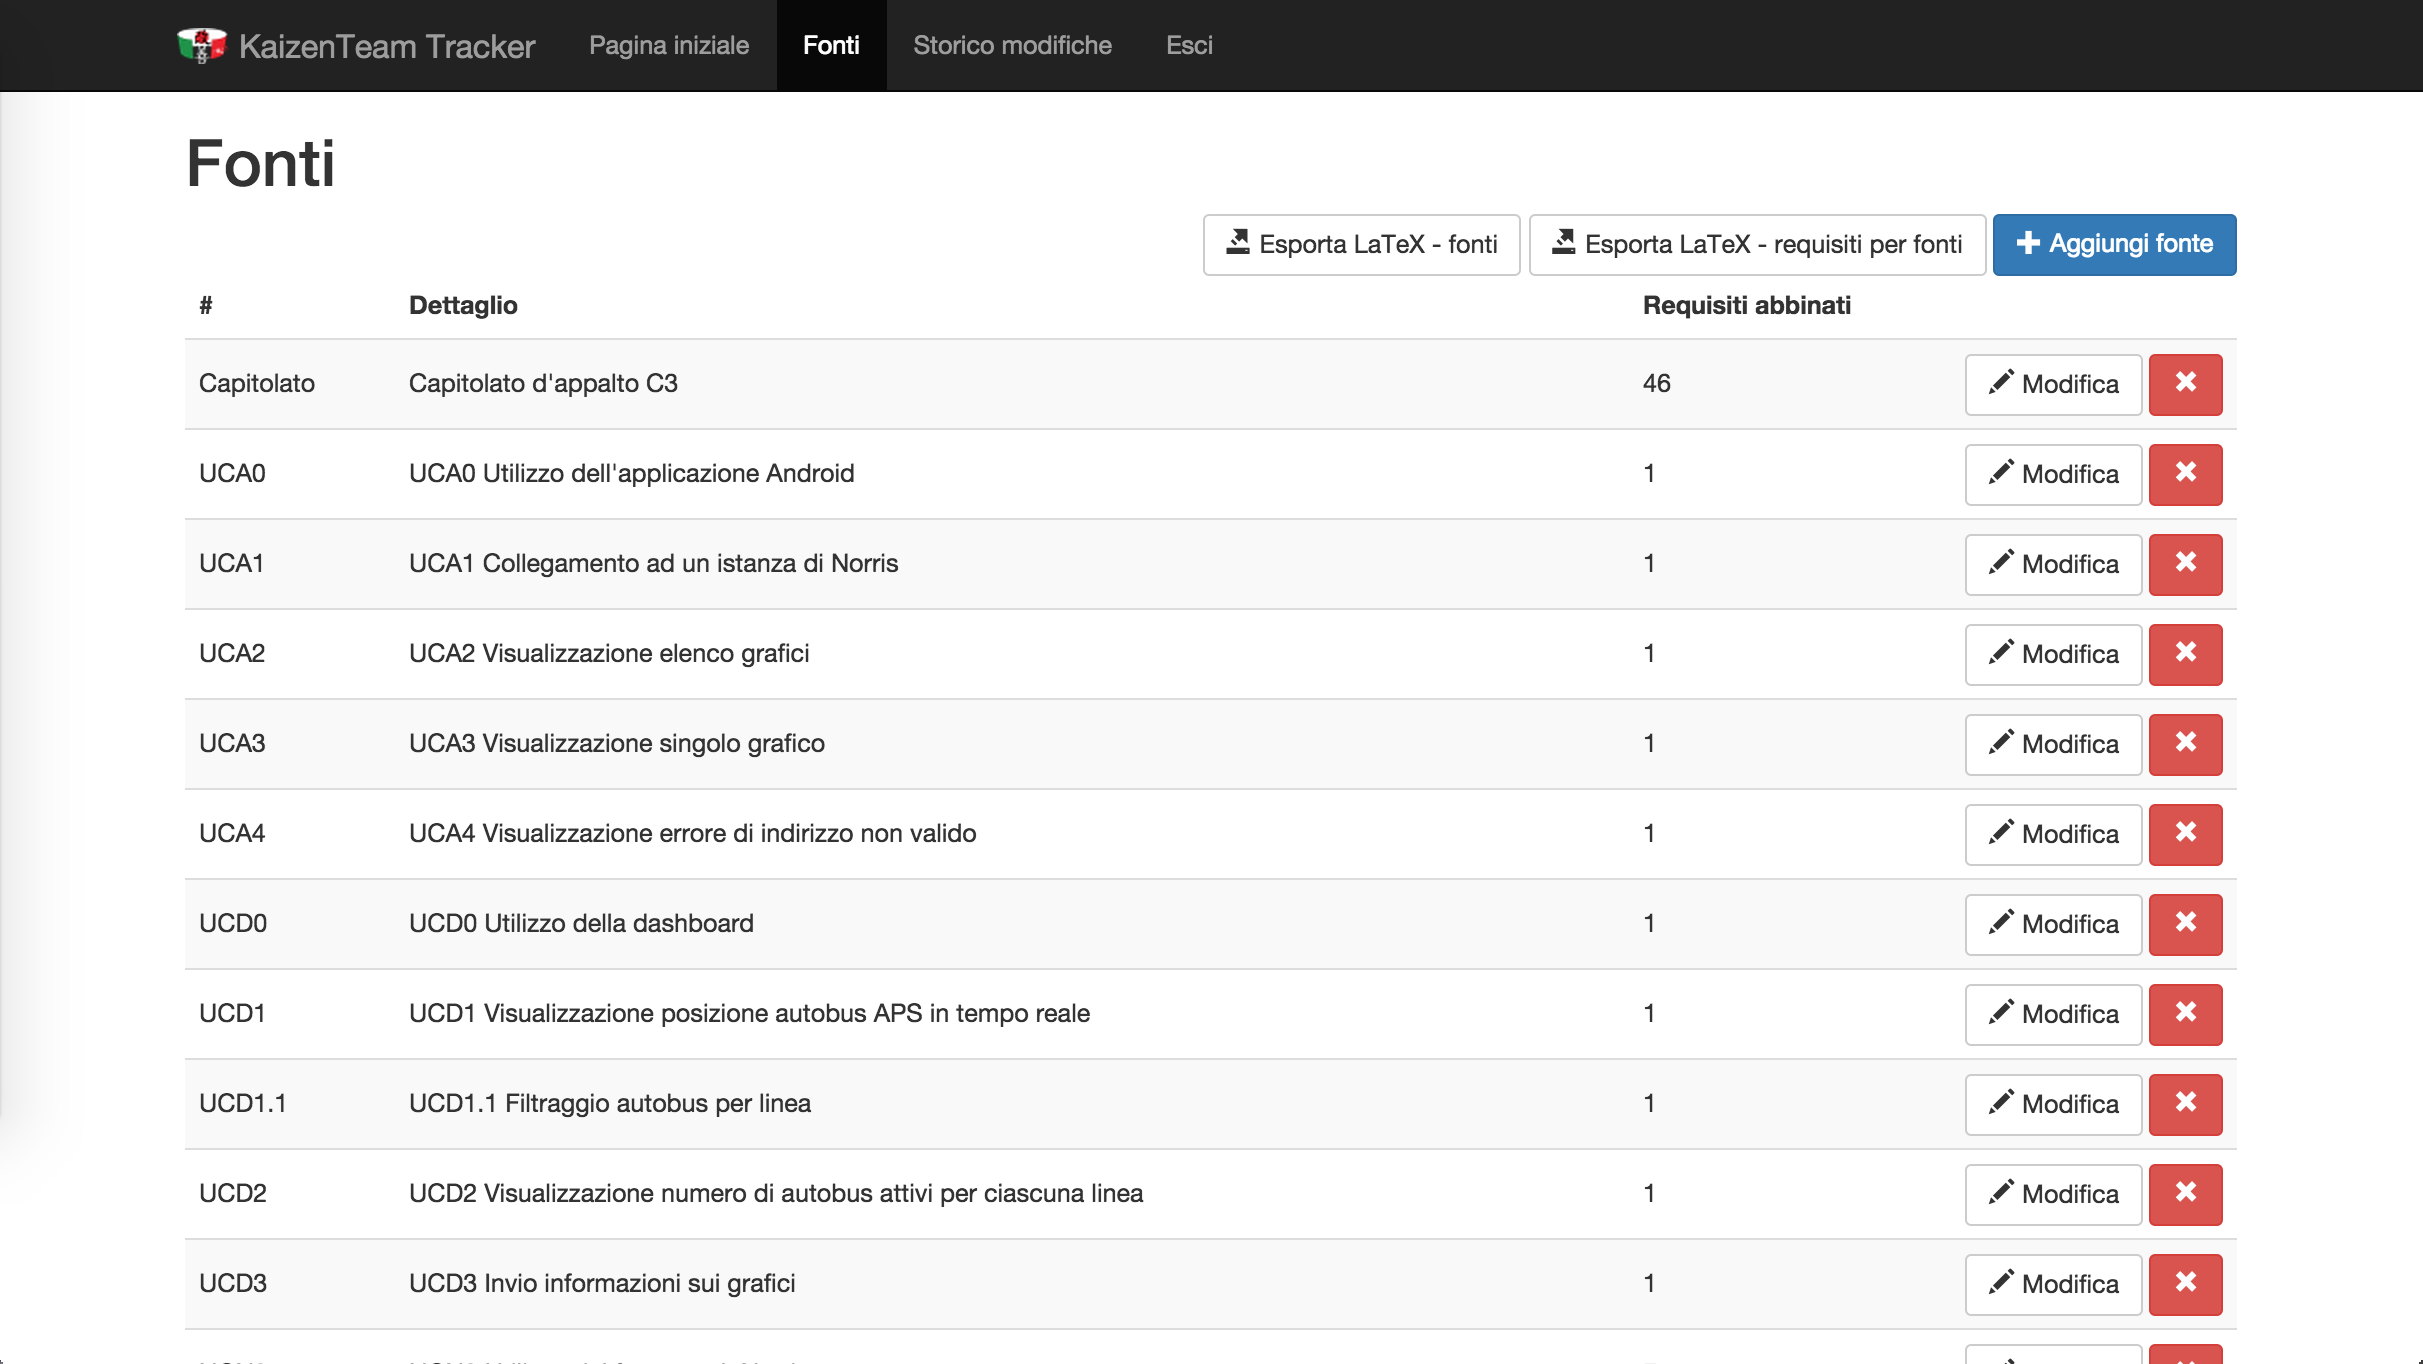 KaizenTeam Tracker Pagina iniziale Fonti Storico modifiche Esci
Fonti
Esporta LaTeX - fonti Esporta LaTeX - requisiti per fonti Aggiungi fonte
# Dettaglio Requisiti abbinati
Capitolato Capitolato d'appalto C3 46 Modifica
UCA0 UCA0 Utilizzo dell'applicazione Android 1 Modifica
UCA1 UCA1 Collegamento ad un istanza di Norris 1 Modifica
UCA2 UCA2 Visualizzazione elenco grafici 1 Modifica
UCA3 UCA3 Visualizzazione singolo grafico 1 Modifica
UCA4 UCA4 Visualizzazione errore di indirizzo non valido 1 Modifica
UCD0 UCD0 Utilizzo della dashboard 1 Modifica
UCD1 UCD1 Visualizzazione posizione autobus APS in tempo reale 1 Modifica
UCD1.1 UCD1.1 Filtraggio autobus per linea 1 Modifica
UCD2 UCD2 Visualizzazione numero di autobus attivi per ciascuna linea 1 Modifica
UCD3 UCD3 Invio informazioni sui grafici 1 Modifica